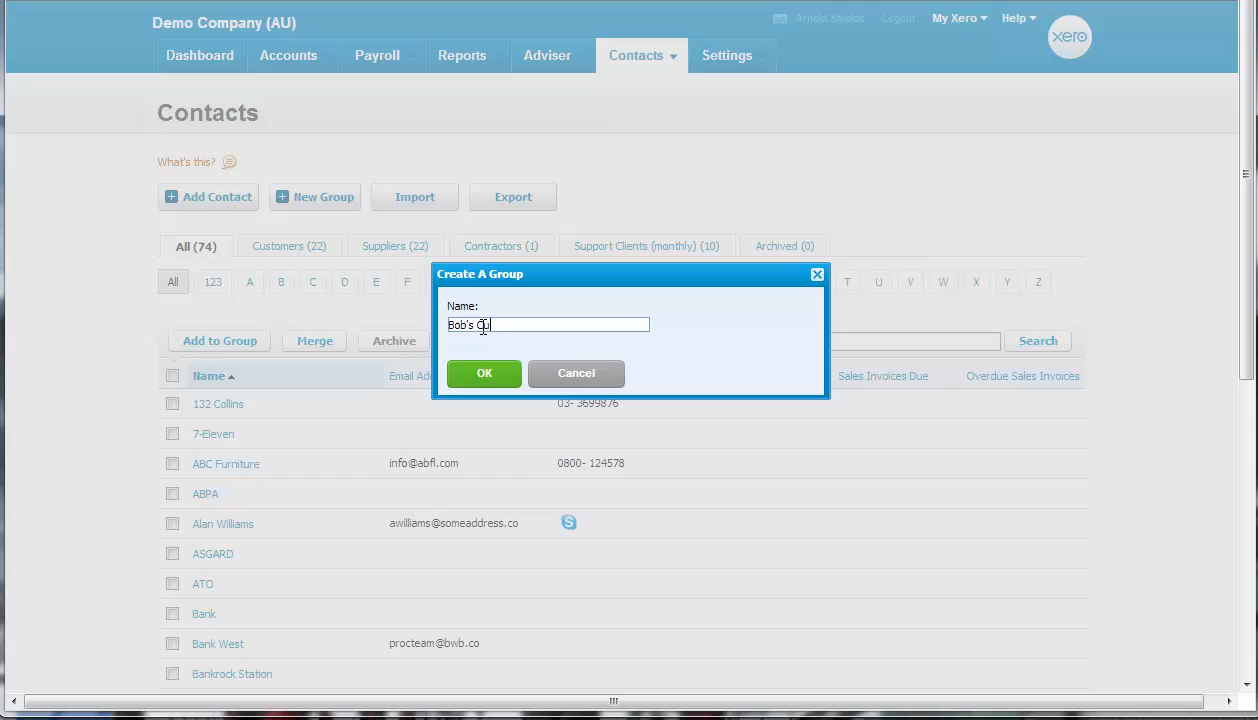 Demo Company (AU)
Arnold Shields Logout My Xero Help
xero
Dashboard Accounts Payroll Reports Adviser Contacts Settings
Contacts
What's this?
Add Contact New Group Import Export
All (74) Customers (22) Suppliers (22) Contractors (1) Support Clients (monthly) (10) Archived (0)
Create A Group
All 123 A B C D E F T U V W X Y Z
Name:
Bob's Cu
Add to Group Merge Archive Search
OK Cancel
Name Email Ad Sales Invoices Due Overdue Sales Invoices
132 Collins 03- 3699876
7-Eleven
ABC Furniture info@abfl.com 0800- 124578
ABPA
Alan Williams awilliams@someaddress.co
ASGARD
ATO
Bank
Bank West procteam@bwb.co
Bankrock Station